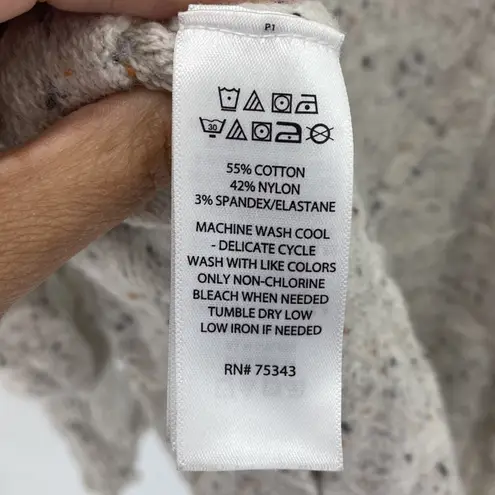 P1
30
55% COTTON
42% NYLON
3% SPANDEX/ELASTANE
MACHINE WASH COOL
- DELICATE CYCLE
WASH WITH LIKE COLORS
ONLY NON-CHLORINE
BLEACH WHEN NEEDED
TUMBLE DRY LOW
LOW IRON IF NEEDED
RN# 75343